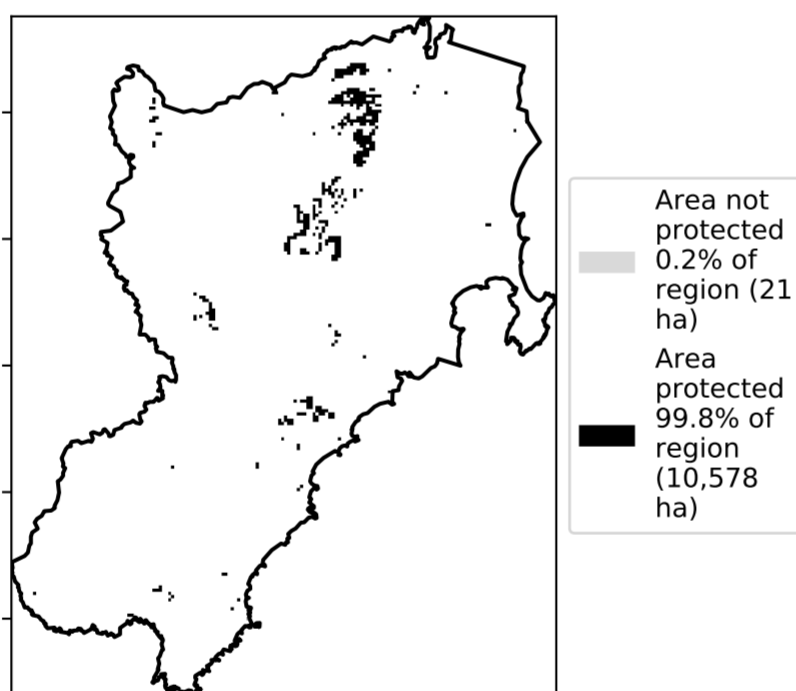 Area not
protected
0.2% of
region (21
ha)
Area
protected
99.8% of
region
(10,578
ha)